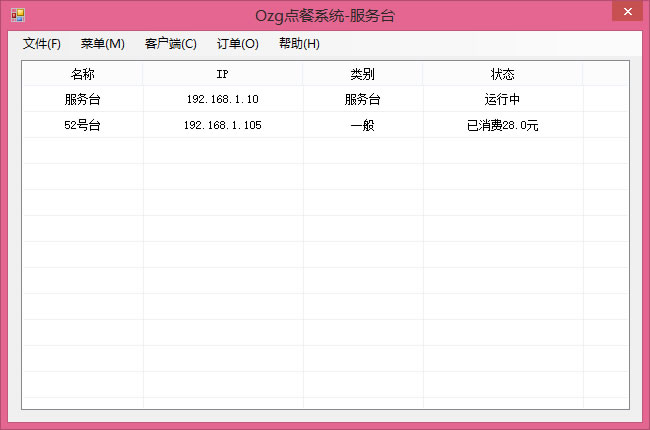 Ozg点餐系统-服务台
文件(F) 菜单(M) 客户端(C) 订单(O) 帮助(H)
名称 IP 类别 状态
服务台 192.168.1.10 服务台 运行中
52号台 192.168.1.105 一般 已消费28.0元